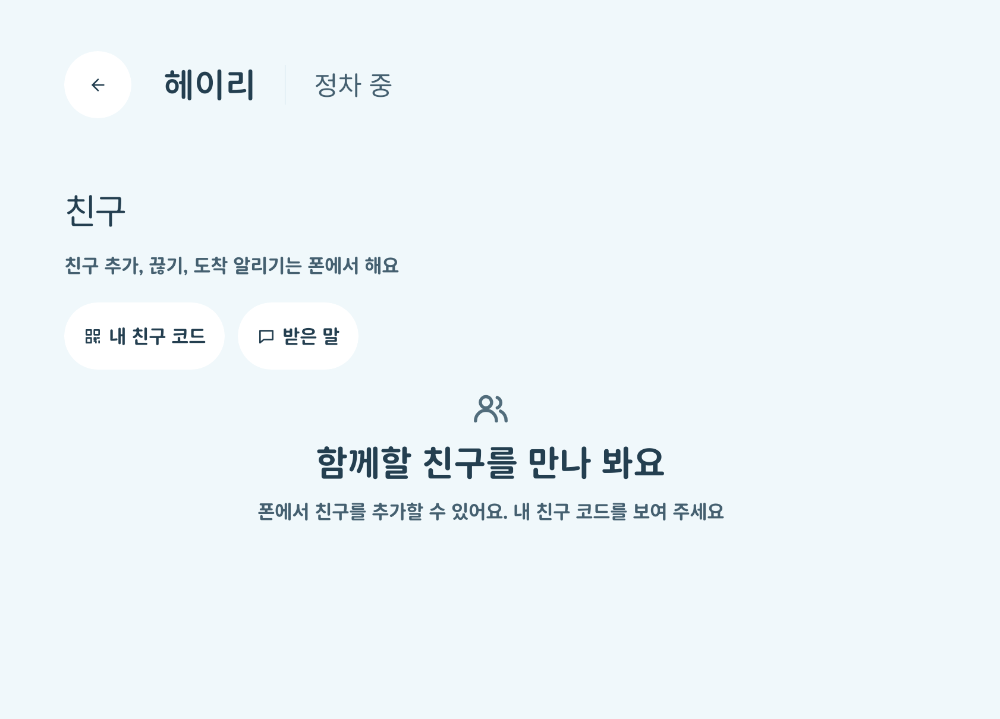 헤이리
정차 중
친구
친구 추가, 끊기, 도착 알리기는 폰에서 해요
내 친구 코드
받은 말
함께할 친구를 만나 봐요
폰에서 친구를 추가할 수 있어요. 내 친구 코드를 보여 주세요